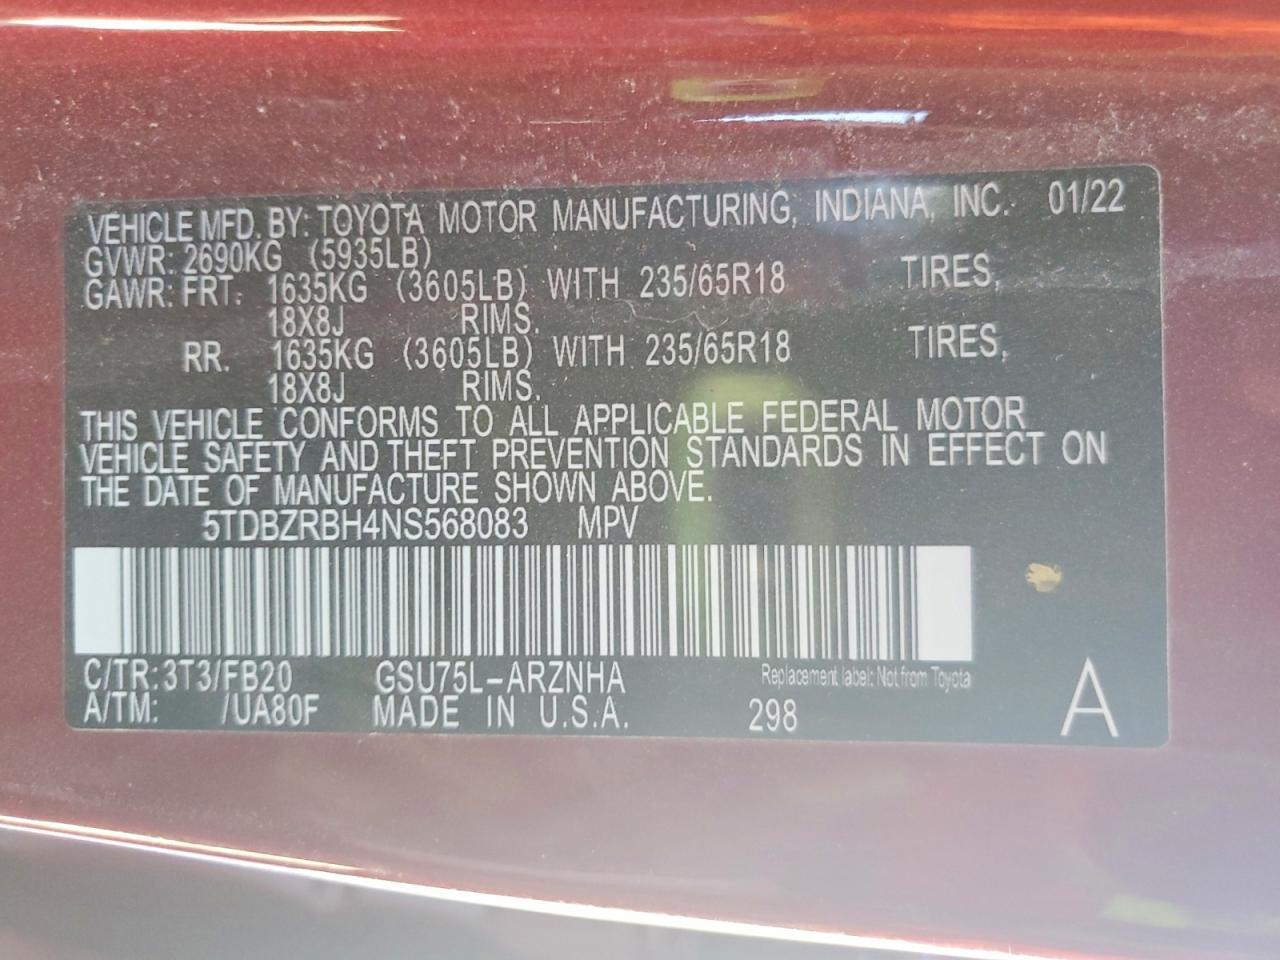 VEHICLE MFD. BY: TOYOTA MOTOR MANUFACTURING, INDIANA, INC. 01/22
GVWR: 2690KG (5935LB)
GAWR: FRT. 1635KG (3605LB) WITH 235/65R18 TIRES,
18X8J RIMS.
RR. 1635KG (3605LB) WITH 235/65R18 TIRES,
18X8J RIMS.
THIS VEHICLE CONFORMS TO ALL APPLICABLE FEDERAL MOTOR
VEHICLE SAFETY AND THEFT PREVENTION STANDARDS IN EFFECT ON
THE DATE OF MANUFACTURE SHOWN ABOVE.
5TDBZRBH4NS568083 MPV
C/TR: 3T3/FB20 GSU75L-ARZNHA Replacement label: Not from Toyota
A/TM: /UA80F MADE IN U.S.A. 298 A